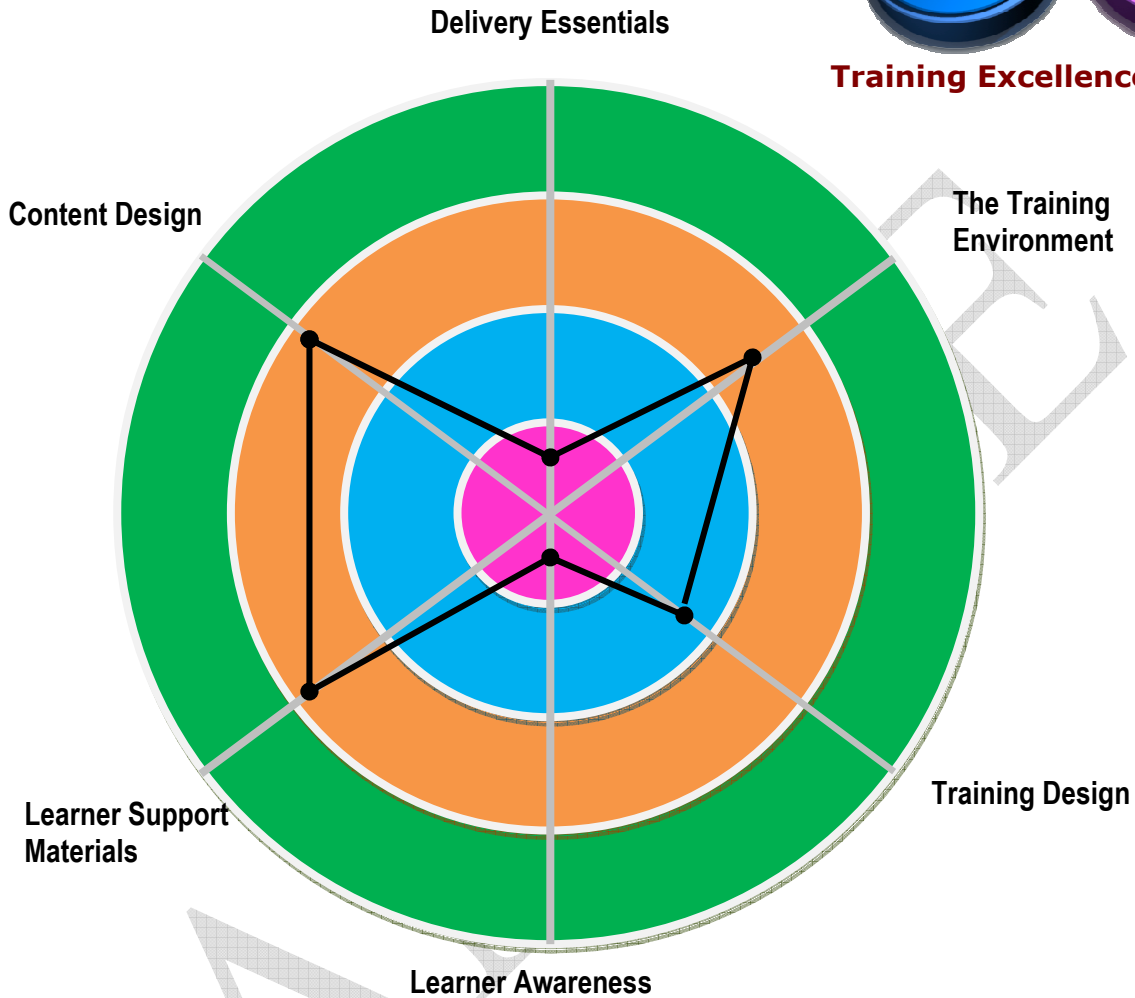 Delivery Essentials
Training Excellence
Content Design
The Training
Environment
Training Design
Learner Support
Materials
Learner Awareness